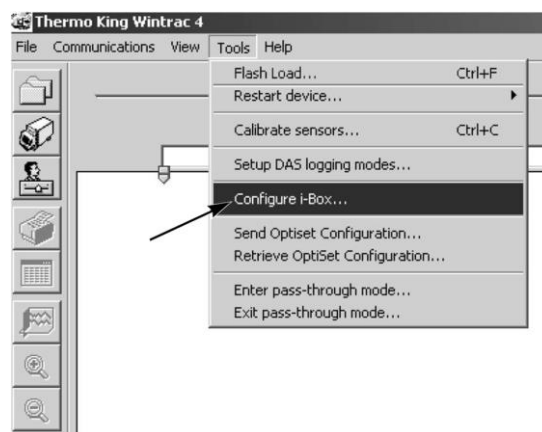 Thermo King Wintrac 4
File Communications View Tools Help
Flash Load... Ctrl+F
Restart device...
Calibrate sensors... Ctrl+C
Setup DAS logging modes...
Configure i-Box...
Send Optiset Configuration...
Retrieve OptiSet Configuration...
Enter pass-through mode...
Exit pass-through mode...